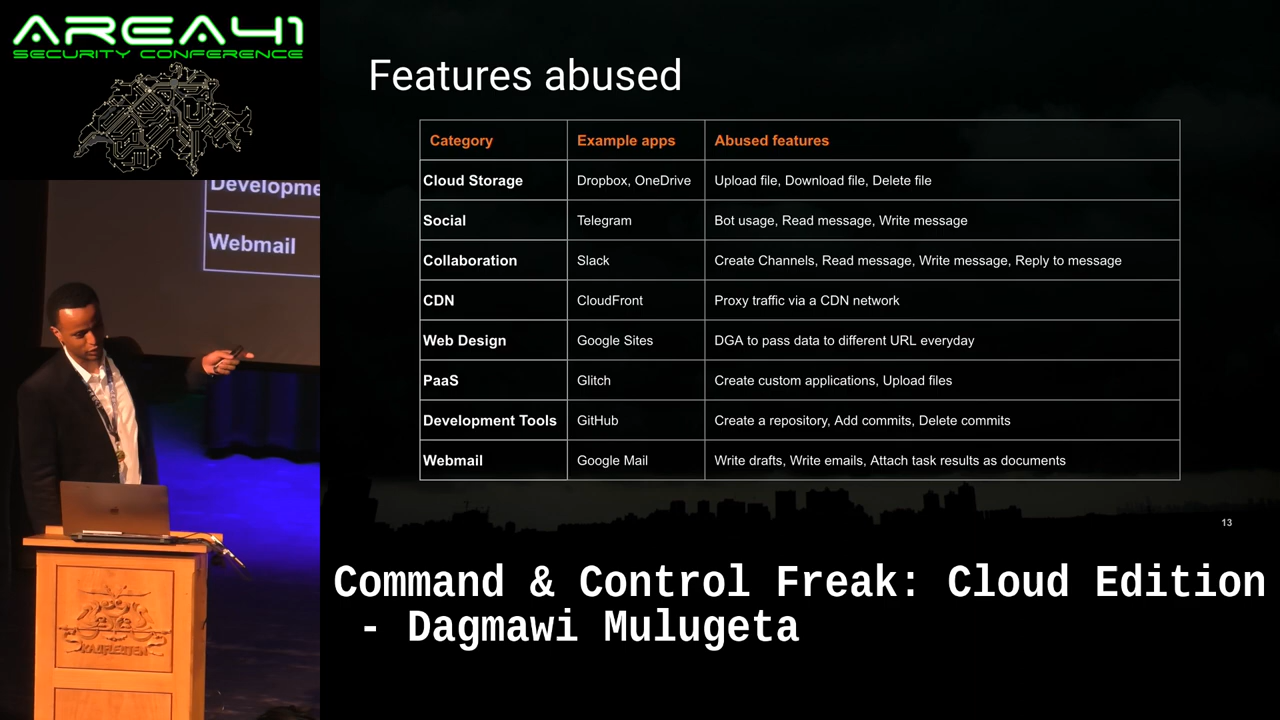 AREA41
SECURITY CONFERENCE
Developme
Webmail
KAUFLEUTEN
Features abused
Category Example apps Abused features
Cloud Storage Dropbox, OneDrive Upload file, Download file, Delete file
Social Telegram Bot usage, Read message, Write message
Collaboration Slack Create Channels, Read message, Write message, Reply to message
CDN CloudFront Proxy traffic via a CDN network
Web Design Google Sites DGA to pass data to different URL everyday
PaaS Glitch Create custom applications, Upload files
Development Tools GitHub Create a repository, Add commits, Delete commits
Webmail Google Mail Write drafts, Write emails, Attach task results as documents
13
Command & Control Freak: Cloud Edition
- Dagmawi Mulugeta